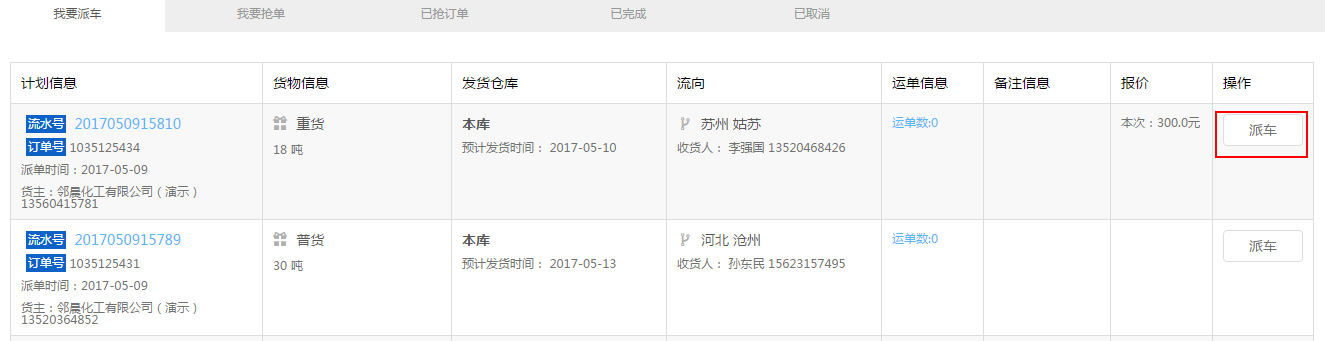 我要派车 我要抢单 已抢订单 已完成 已取消
计划信息 货物信息 发货仓库 流向 运单信息 备注信息 报价 操作
流水号 2017050915810 重货 本库 苏州 姑苏 运单数:0 本次：300.0元 派车
订单号 1035125434 18 吨 预计发货时间： 2017-05-10 收货人： 李强国 13520468426
派单时间：2017-05-09
货主：邻晨化工有限公司（演示）
13560415781
流水号 2017050915789 普货 本库 河北 沧州 运单数:0 派车
订单号 1035125431 30 吨 预计发货时间： 2017-05-13 收货人： 孙东民 15623157495
派单时间：2017-05-09
货主：邻晨化工有限公司（演示）
13520364852